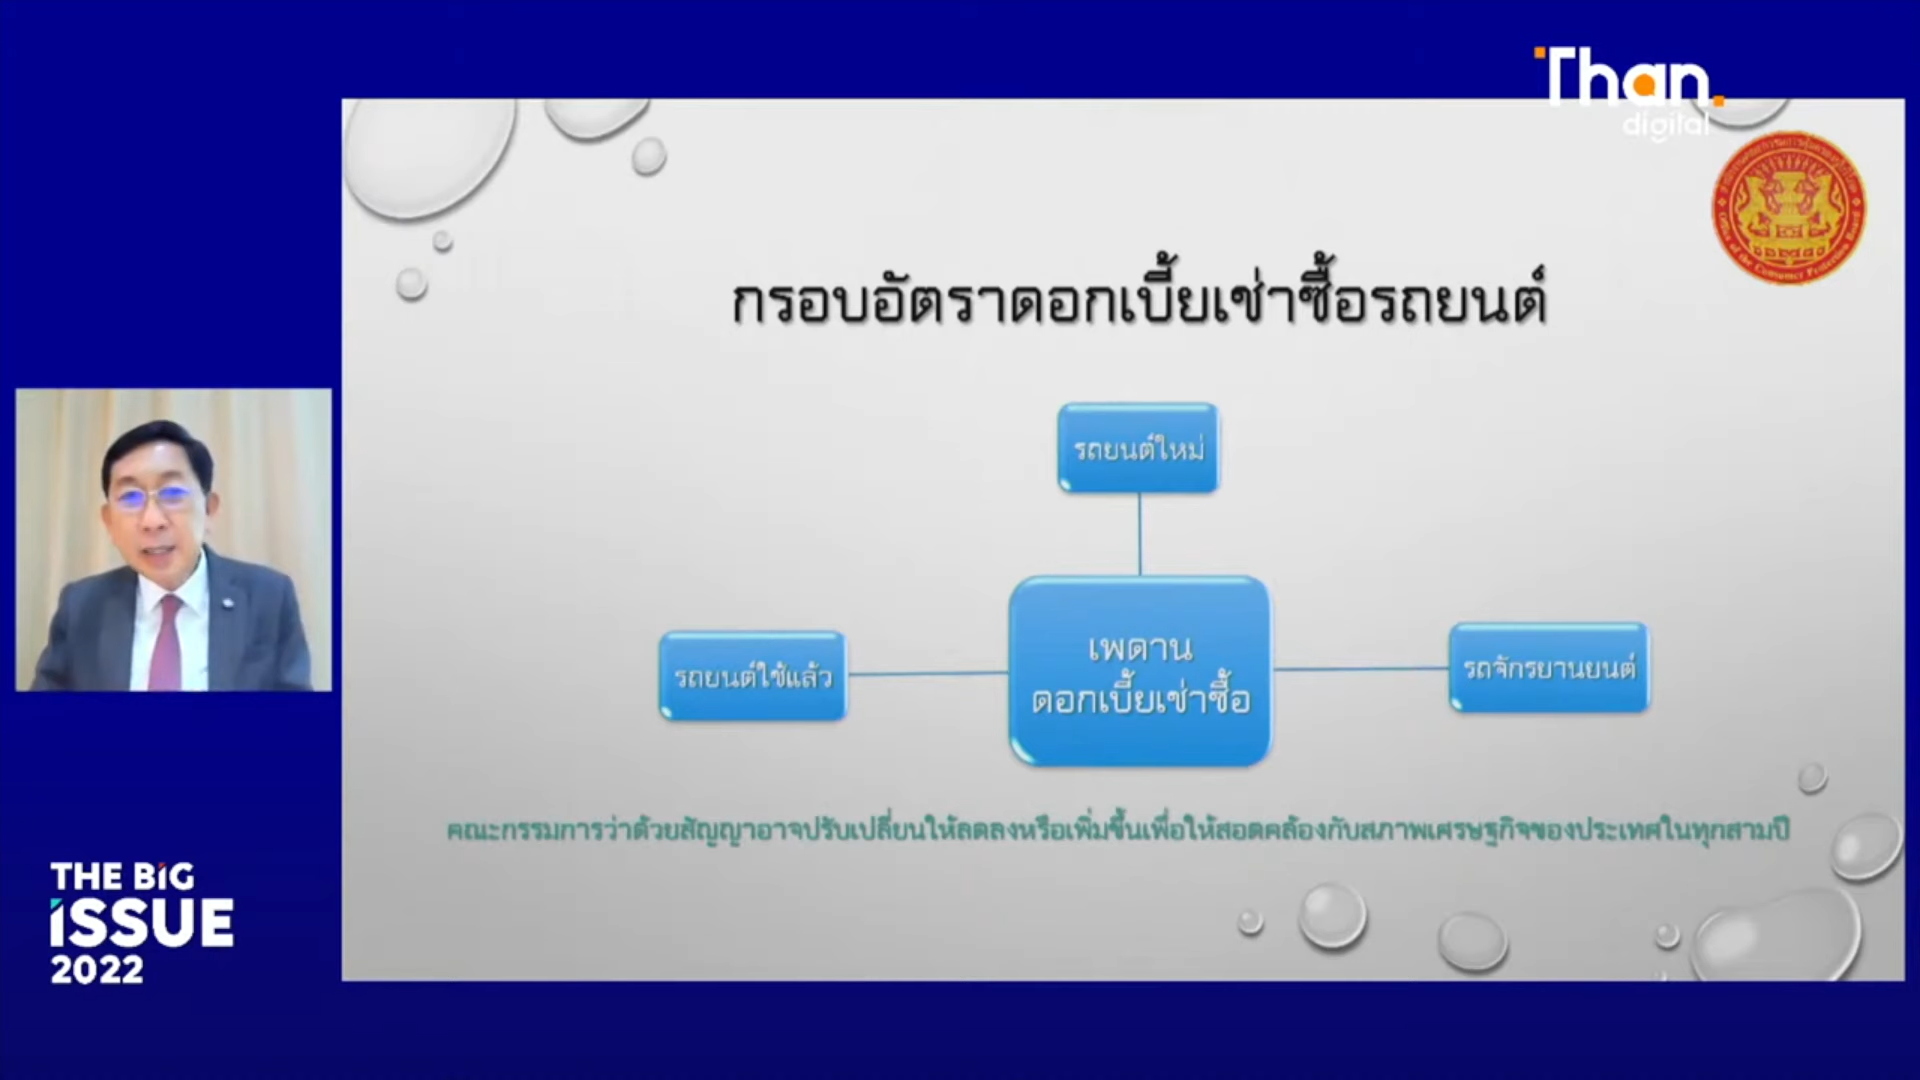 Than.
digital
Office of the Consumer Protection Board
กรอบอัตราดอกเบี้ยเช่าซื้อรถยนต์
รถยนต์ใหม่
เพดาน
ดอกเบี้ยเช่าซื้อ
รถยนต์ใช้แล้ว
รถจักรยานยนต์
คณะกรรมการว่าด้วยสัญญาอาจปรับเปลี่ยนให้ลดลงหรือเพิ่มขึ้นเพื่อให้สอดคล้องกับสภาพเศรษฐกิจของประเทศในทุกสามปี
THE BIG
ISSUE
2022